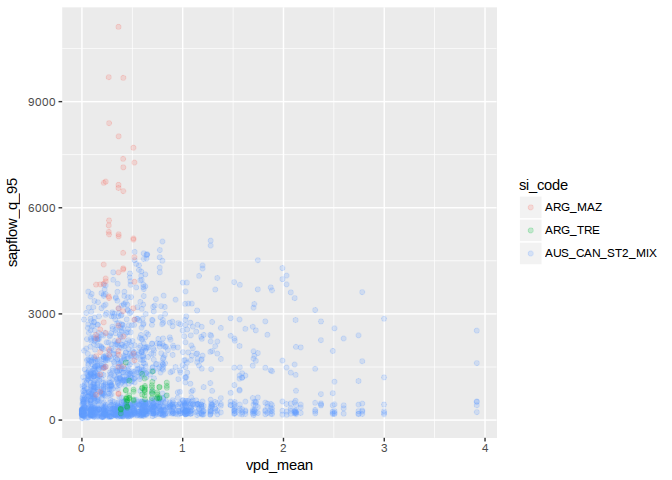 sapflow_q_95
9000
6000
3000
0
0 1 2 3 4
vpd_mean
si_code
ARG_MAZ
ARG_TRE
AUS_CAN_ST2_MIX